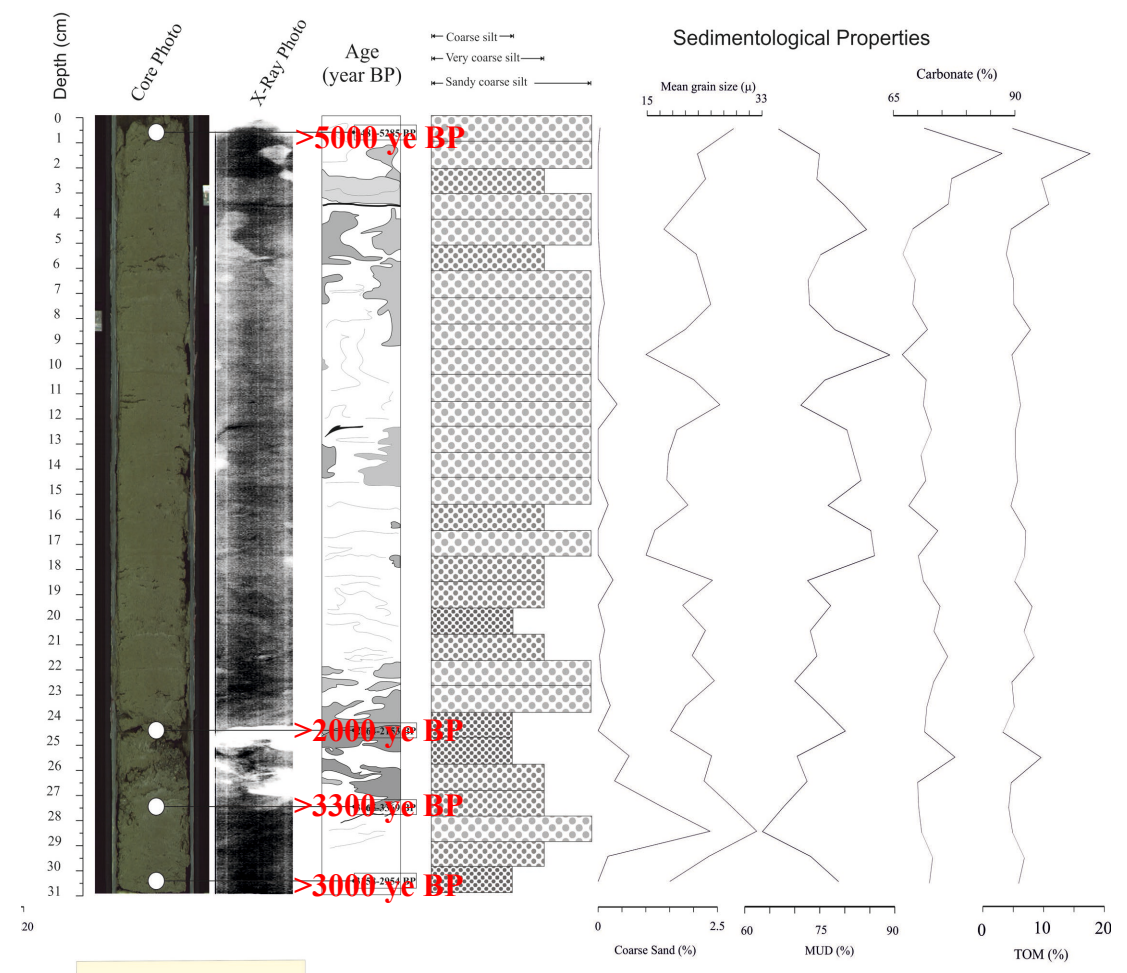 Depth (cm)
Core Photo
X-Ray Photo
Age
(year BP)
Coarse silt
Very coarse silt
Sandy coarse silt
Sedimentological Properties
Mean grain size (μ)
15 33
Carbonate (%)
65 90
0
1
2
3
4
5
6
7
8
9
10
11
12
13
14
15
16
17
18
19
20
21
22
23
24
25
26
27
28
29
30
31
>5000 ye BP
>2000 ye BP
>3300 ye BP
>3000 ye BP
20
0 2.5
Coarse Sand (%)
60 75 90
MUD (%)
0 10 20
TOM (%)